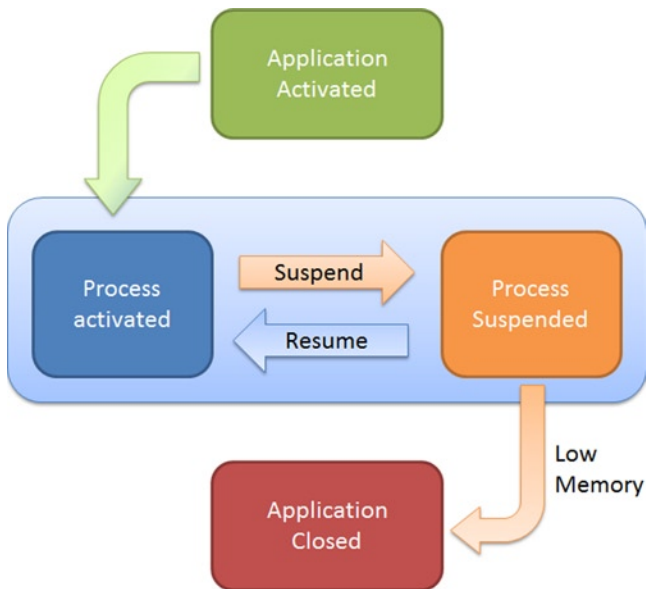 Application
Activated
Process
activated
Suspend
Resume
Process
Suspended
Low
Memory
Application
Closed